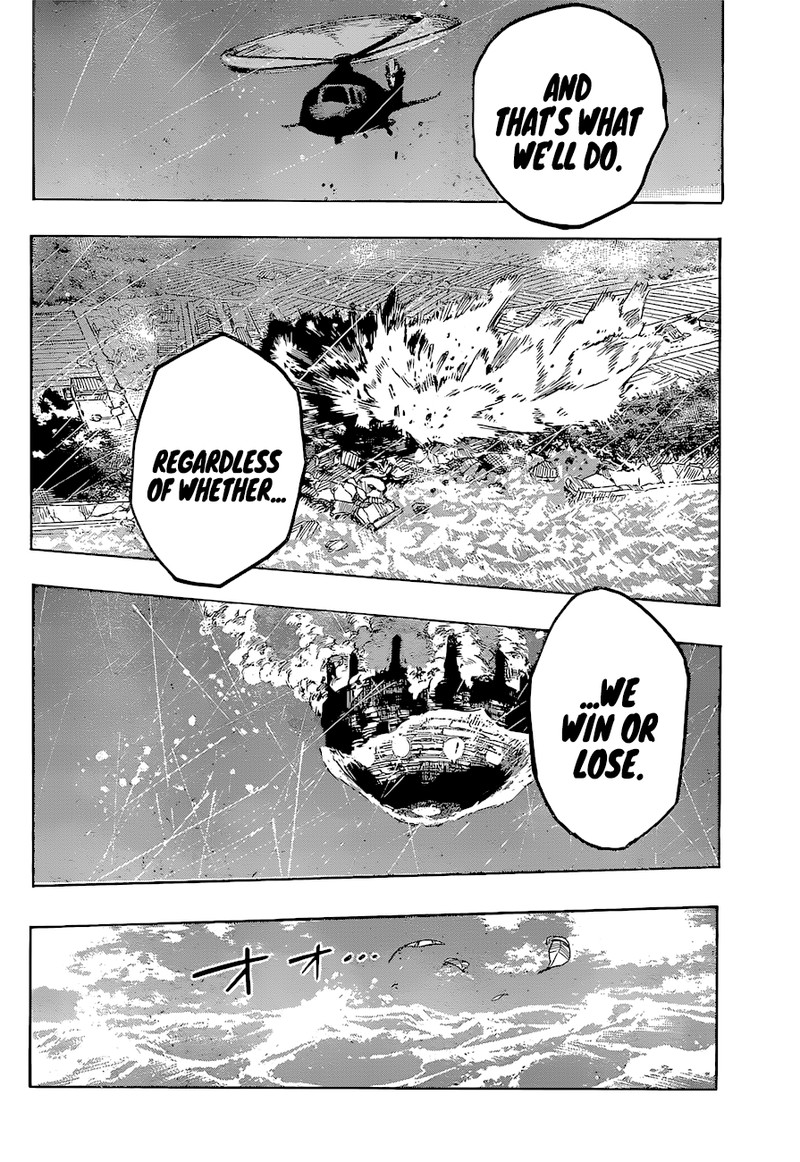 AND
THAT'S WHAT
WE'LL DO.
REGARDLESS
OF WHETHER...
...WE
WIN OR
LOSE.
オ オ...